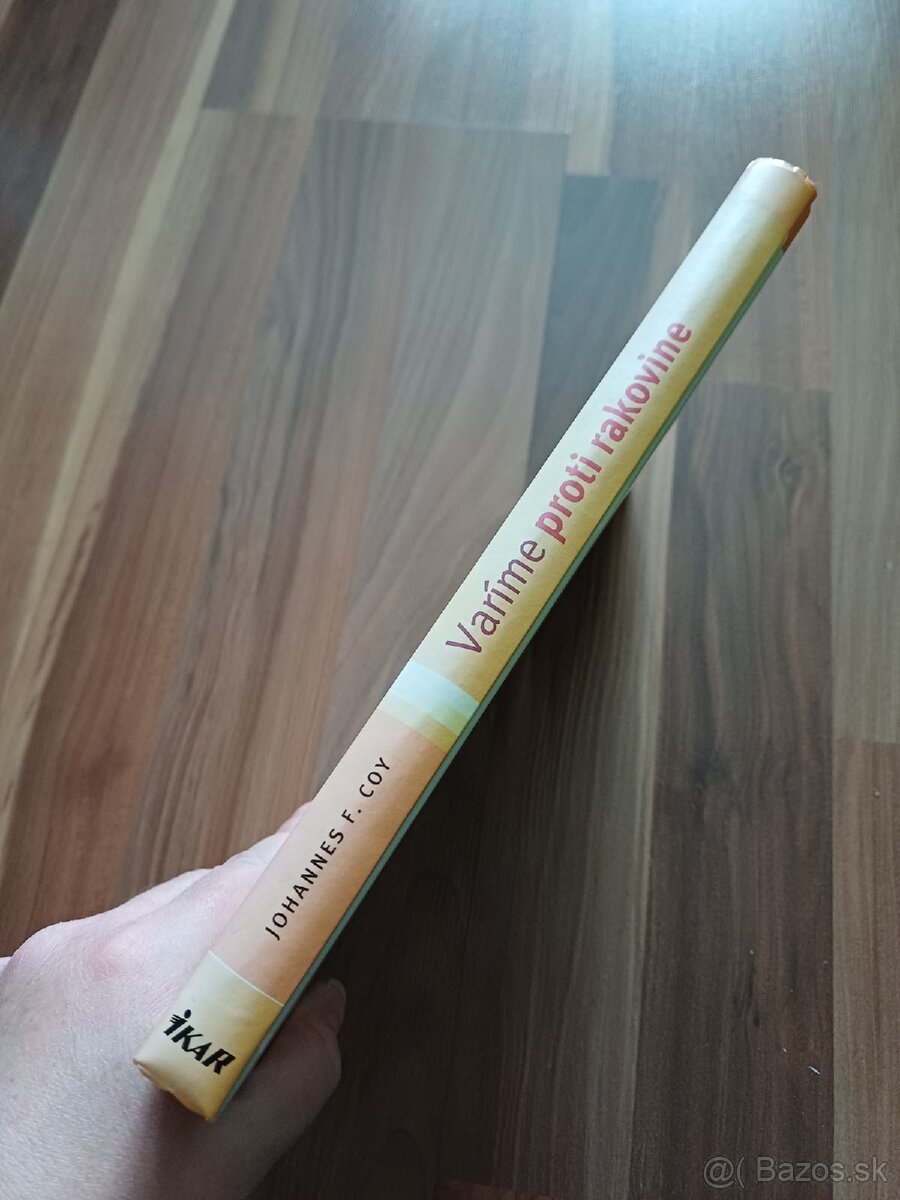 Varíme proti rakovine
JOHANNES F. COY
iKAR
@( Bazos.sk